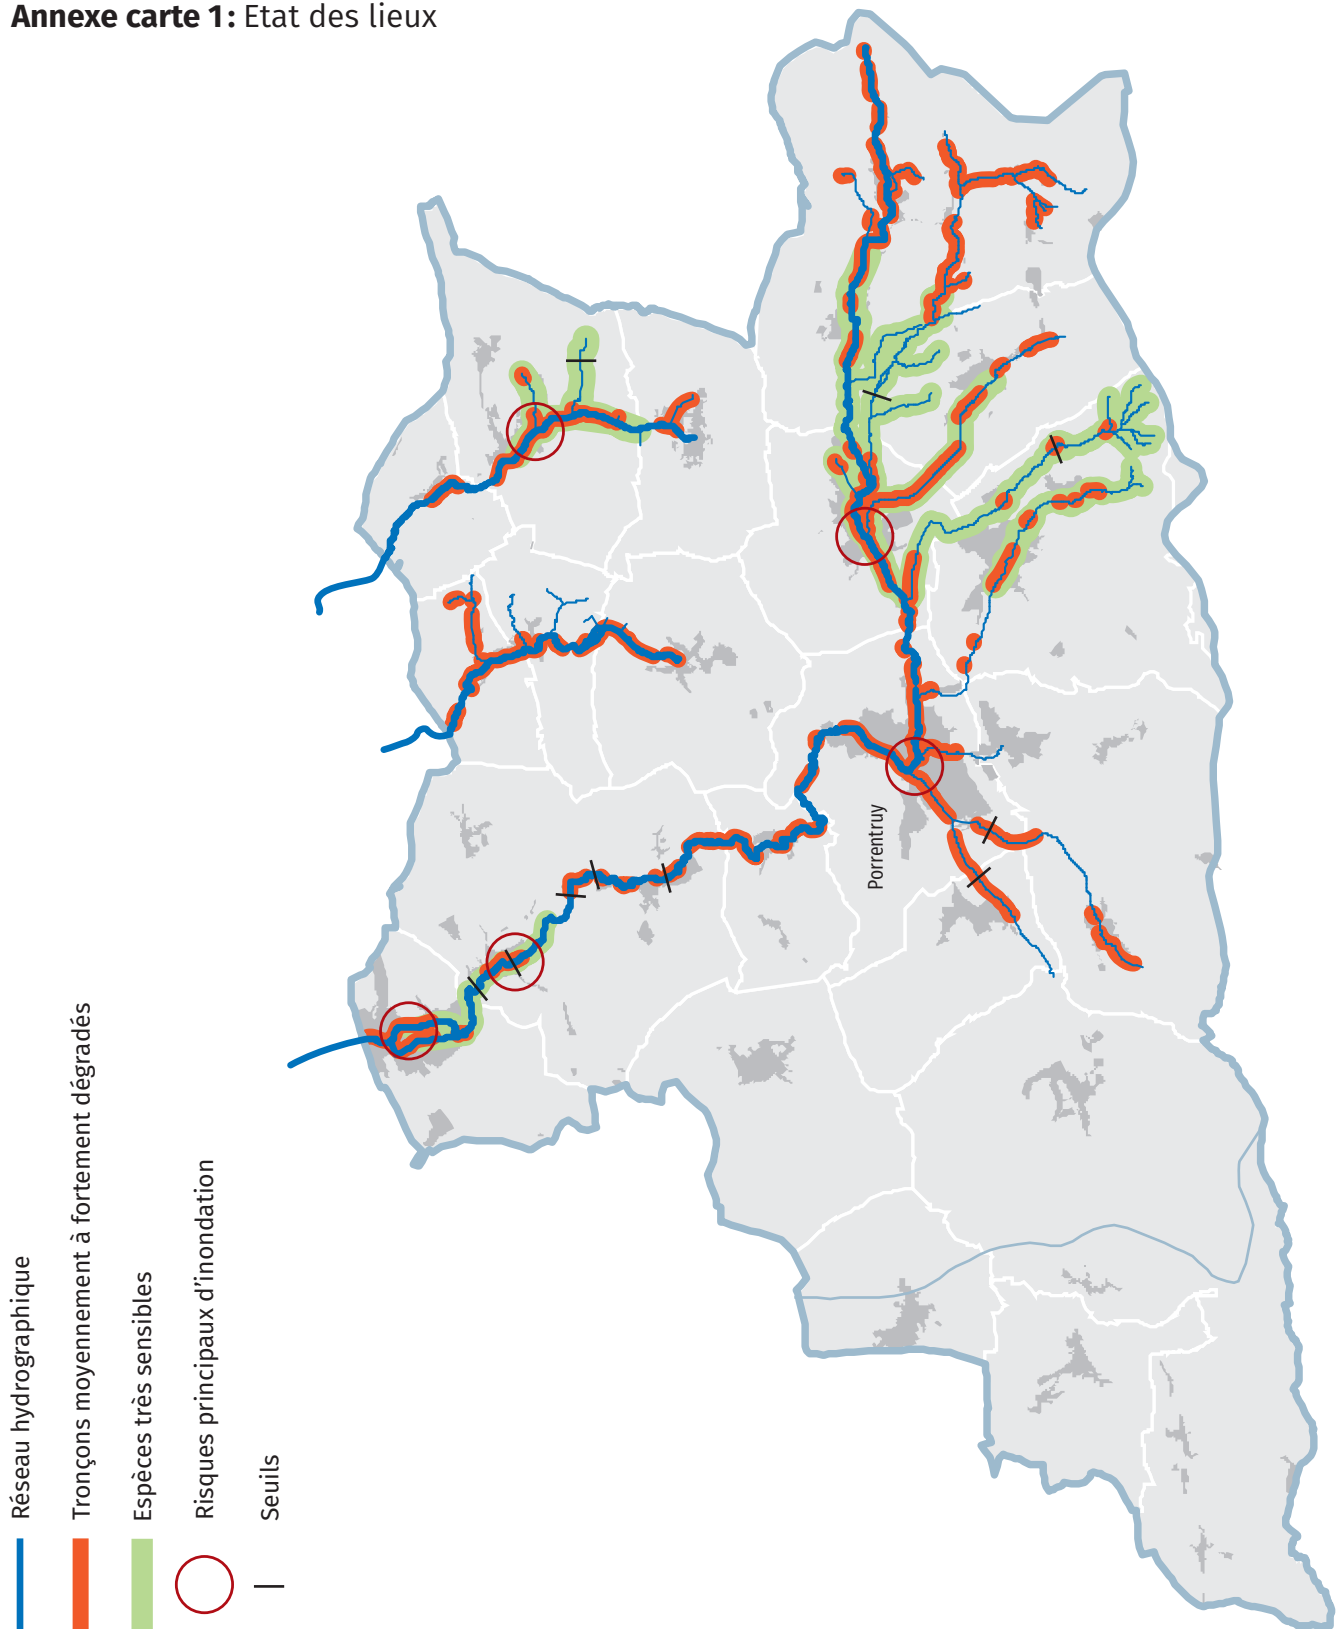 Annexe carte 1: Etat des lieux
Porrentruy
Réseau hydrographique
Tronçons moyennement à fortement dégradés
Espèces très sensibles
Risques principaux d'inondation
Seuils